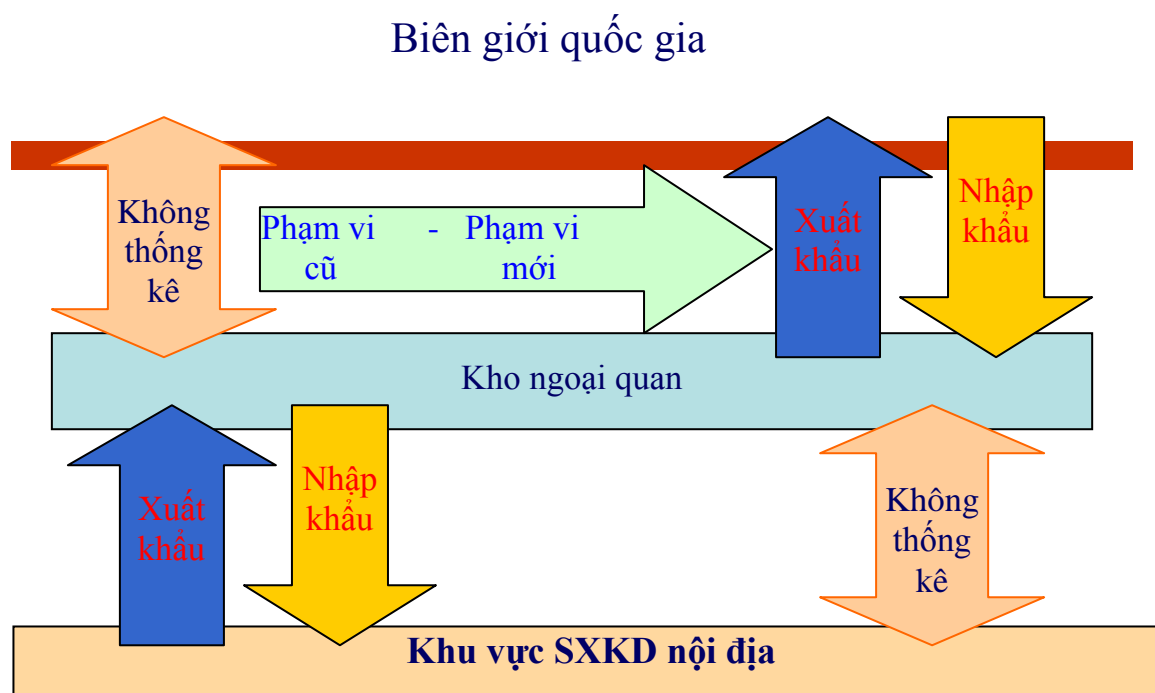 Biên giới quốc gia
Không
thống
kê
Phạm vi - Phạm vi
cũ mới
Xuất
khẩu
Nhập
khẩu
Kho ngoại quan
Xuất
khẩu
Nhập
khẩu
Không
thống
kê
Khu vực SXKD nội địa